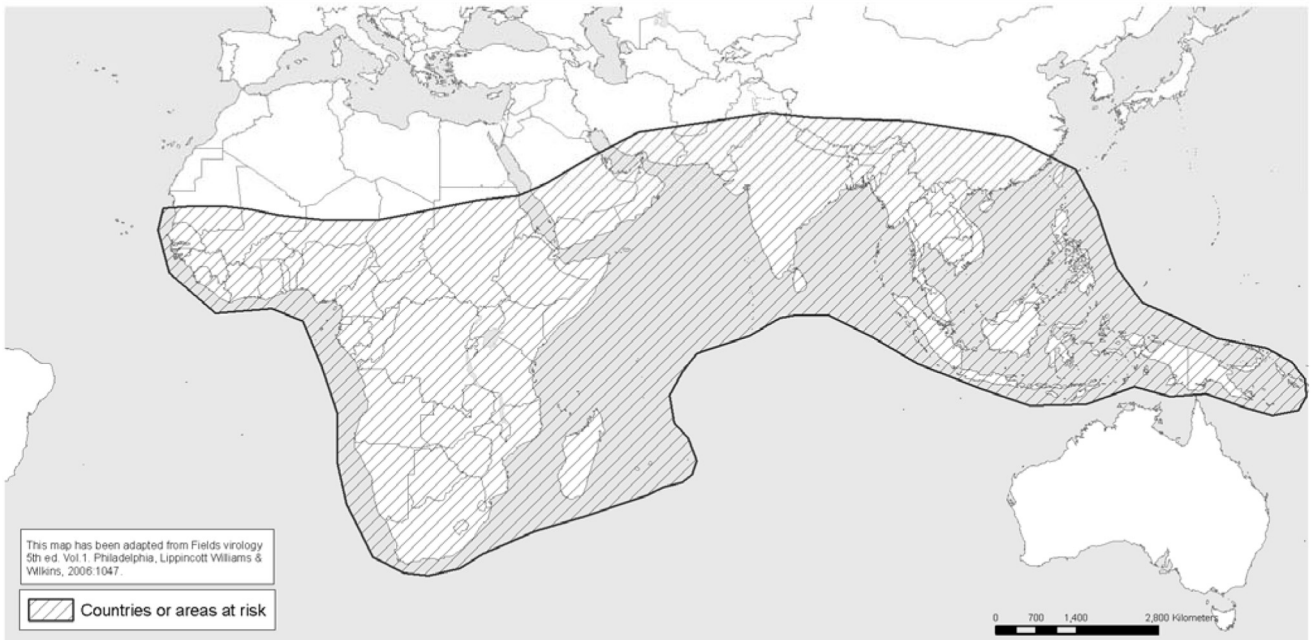 This map has been adapted from Fields virology
5th ed. Vol.1. Philadelphia, Lippincott Williams &
Wilkins, 2006:1047.
Countries or areas at risk
0 700 1,400 2,800 Kilometers